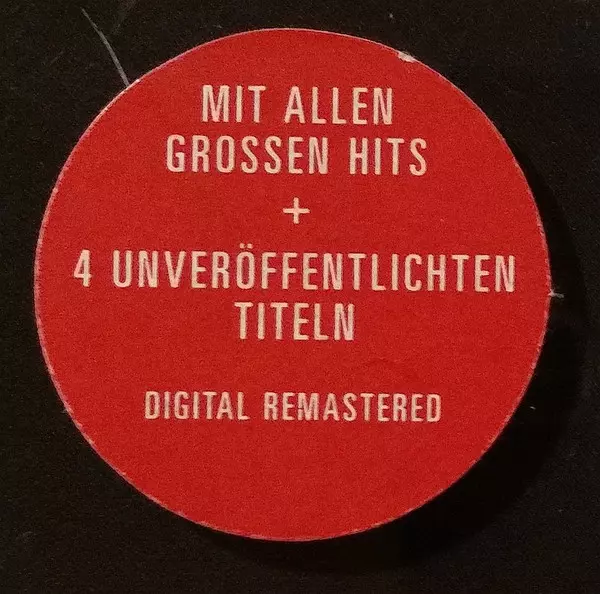 MIT ALLEN
GROSSEN HITS
+
4 UNVERÖFFENTLICHTEN
TITELN
DIGITAL REMASTERED